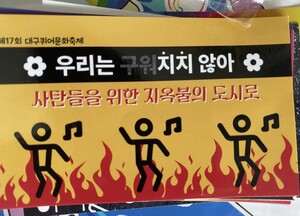 제17회 대구퀴어문화축제
우리는 구워지지 않아
사탄들을 위한 지옥불의 도시로